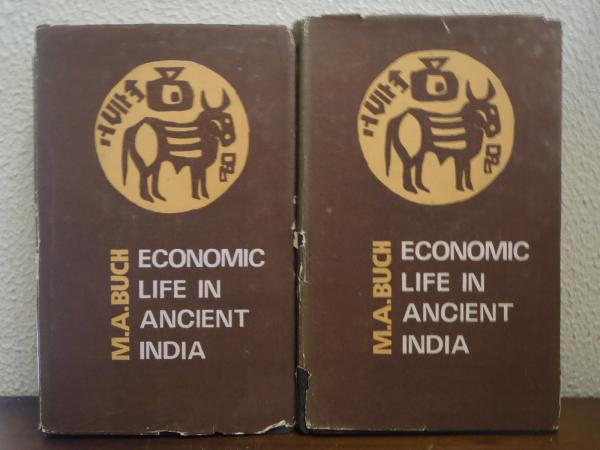 M.A.BUCH
ECONOMIC
LIFE IN
ANCIENT
INDIA
M.A.BUCH
ECONOMIC
LIFE IN
ANCIENT
INDIA